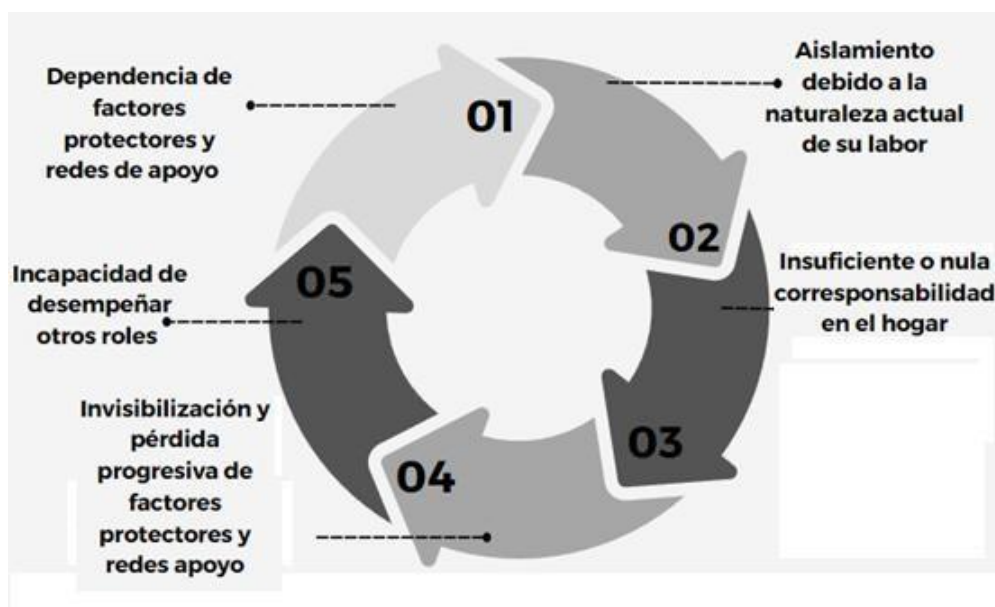 01
Dependencia de
factores
protectores y
redes de apoyo
02
Aislamiento
debido a la
naturaleza actual
de su labor
03
Insuficiente o nula
corresponsabilidad
en el hogar
04
Invisibilización y
pérdida
progresiva de
factores
protectores y
redes apoyo
05
Incapacidad de
desempeñar
otros roles